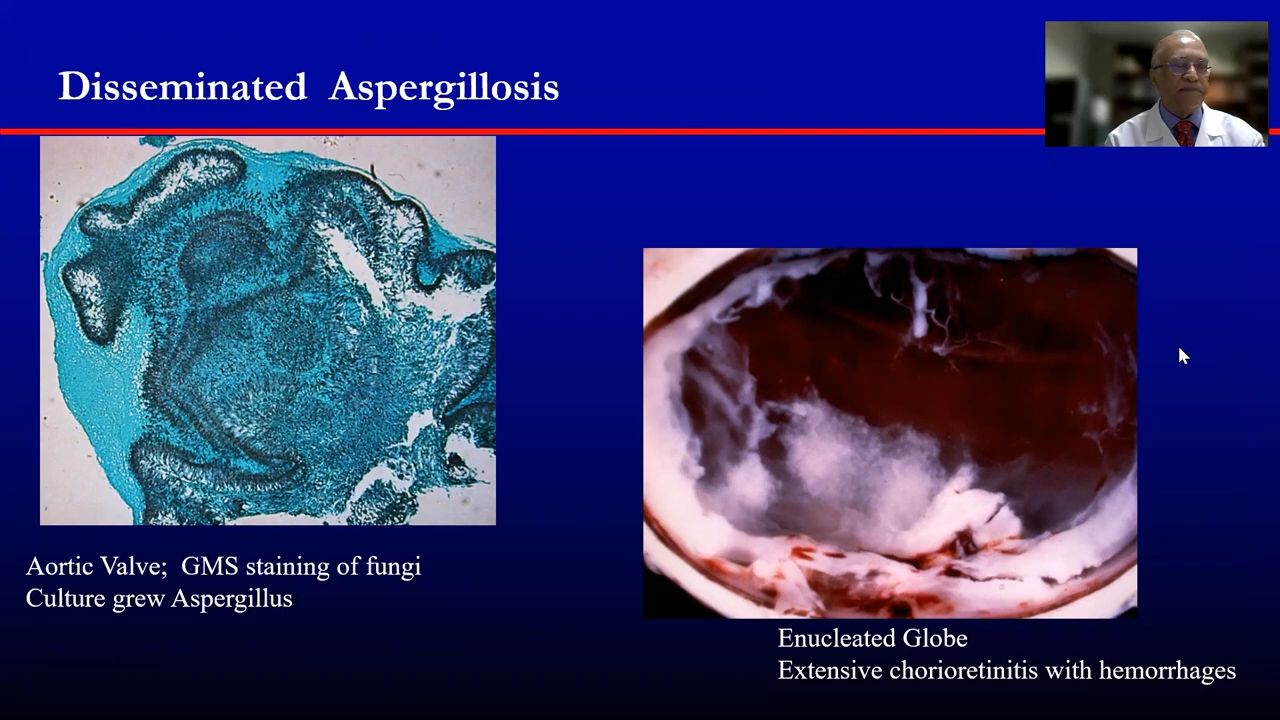 Disseminated Aspergillosis
Aortic Valve; GMS staining of fungi
Culture grew Aspergillus
Enucleated Globe
Extensive chorioretinitis with hemorrhages